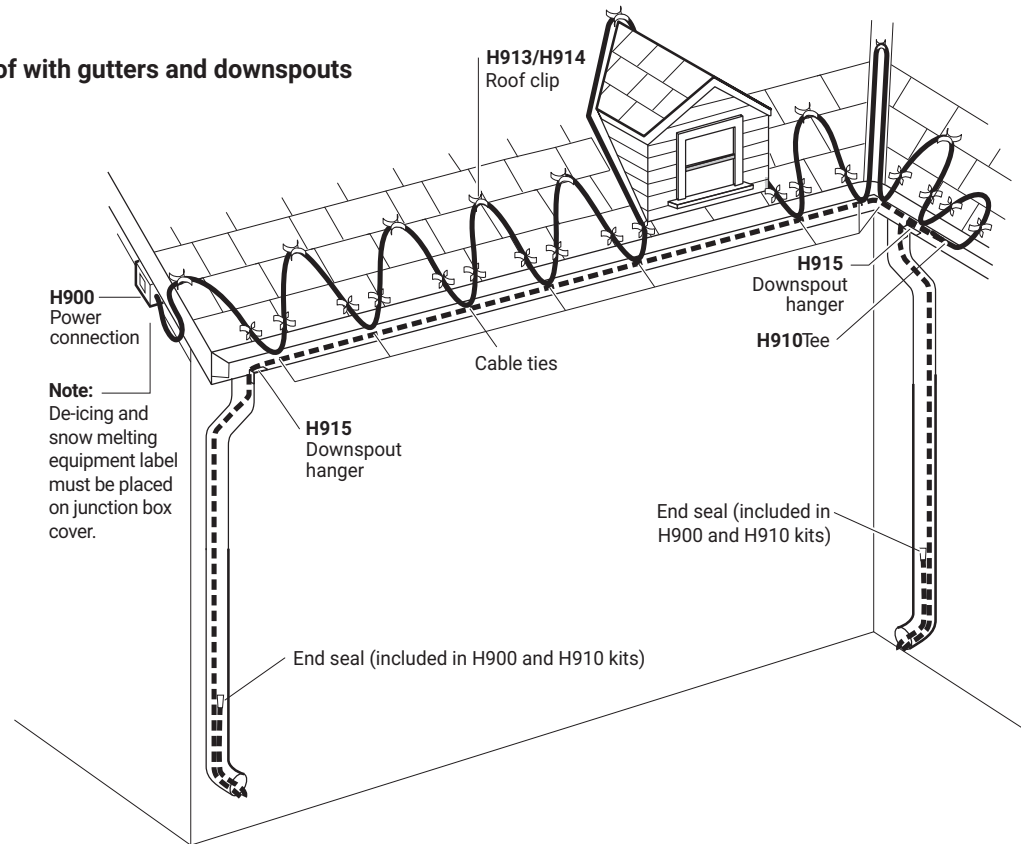 of with gutters and downspouts
H913/H914
Roof clip
H900
Power
connection
Note:
De-icing and
snow melting
equipment label
must be placed
on junction box
cover.
H915
Downspout
hanger
Cable ties
H915
Downspout
hanger
H910Tee
End seal (included in
H900 and H910 kits)
End seal (included in H900 and H910 kits)